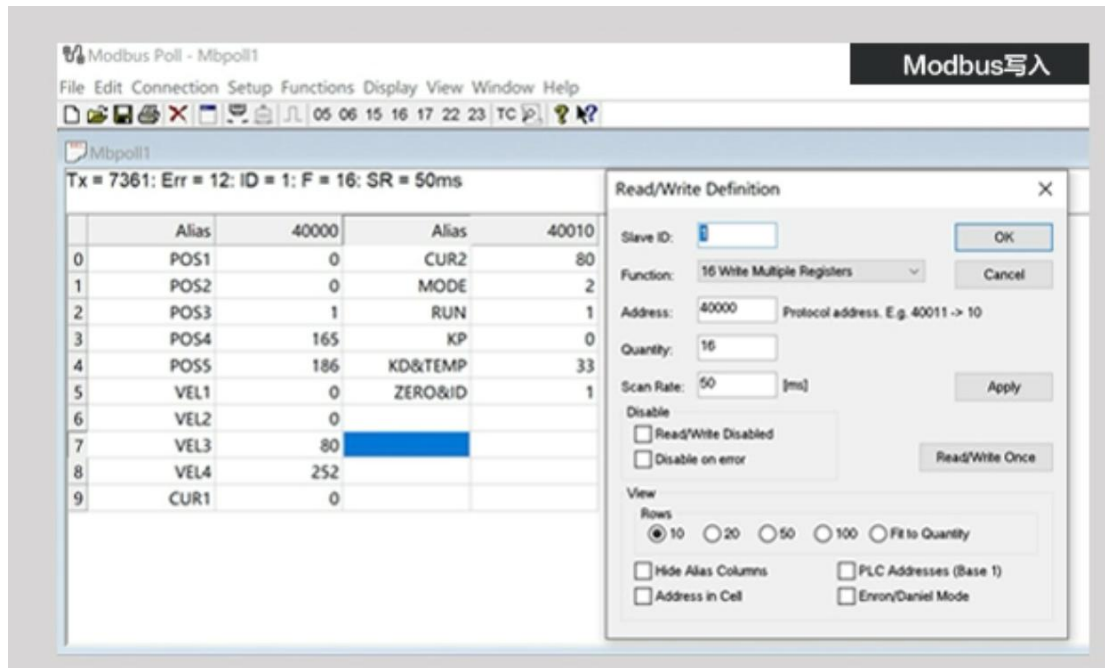 Modbus Poll - Mbpoll1
Modbus写入
File Edit Connection Setup Functions Display View Window Help
05 06 15 16 17 22 23 TC
Mbpoll1
Tx = 7361: Err = 12: ID = 1: F = 16: SR = 50ms
Alias 40000 Alias 40010
0 POS1 0 CUR2 80
1 POS2 0 MODE 2
2 POS3 1 RUN 1
3 POS4 165 KP 0
4 POS5 186 KD&TEMP 33
5 VEL1 0 ZERO&ID 1
6 VEL2 0
7 VEL3 80
8 VEL4 252
9 CUR1 0
Read/Write Definition
Slave ID: 1 OK
Function: 16 Write Multiple Registers Cancel
Address: 40000 Protocol address. E.g. 40011 -> 10
Quantity: 16
Scan Rate: 50 [ms] Apply
Disable
Read/Write Disabled
Disable on error Read/Write Once
View
Rows
10 20 50 100 Fit to Quantity
Hide Alias Columns PLC Addresses (Base 1)
Address in Cell Enron/Daniel Mode